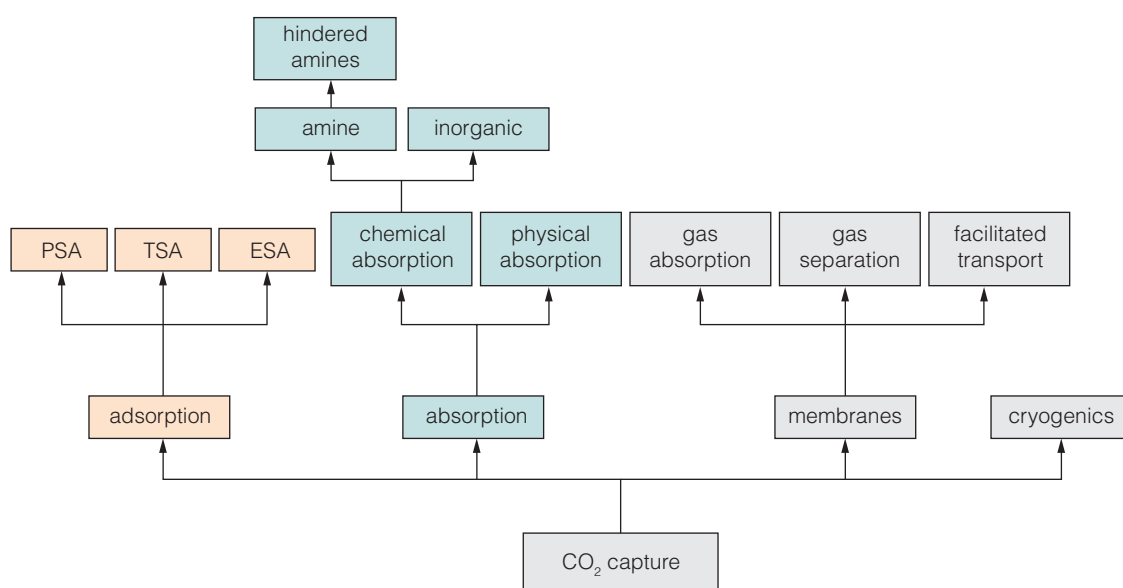 hindered
amines
amine
inorganic
PSA
TSA
ESA
chemical
absorption
physical
absorption
gas
absorption
gas
separation
facilitated
transport
adsorption
absorption
membranes
cryogenics
CO₂ capture